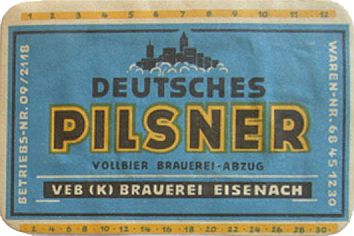 1 2 3 4 5 6 7 8 9 10 11 12
BETRIEBS-NR. 09/2118
DEUTSCHES
PILSNER
VOLLBIER BRAUEREI-ABZUG
VEB (K) BRAUEREI EISENACH
WAREN-NR. 68 45 1230
2 4 6 8 10 12 14 16 18 20 22 24 26 28 30